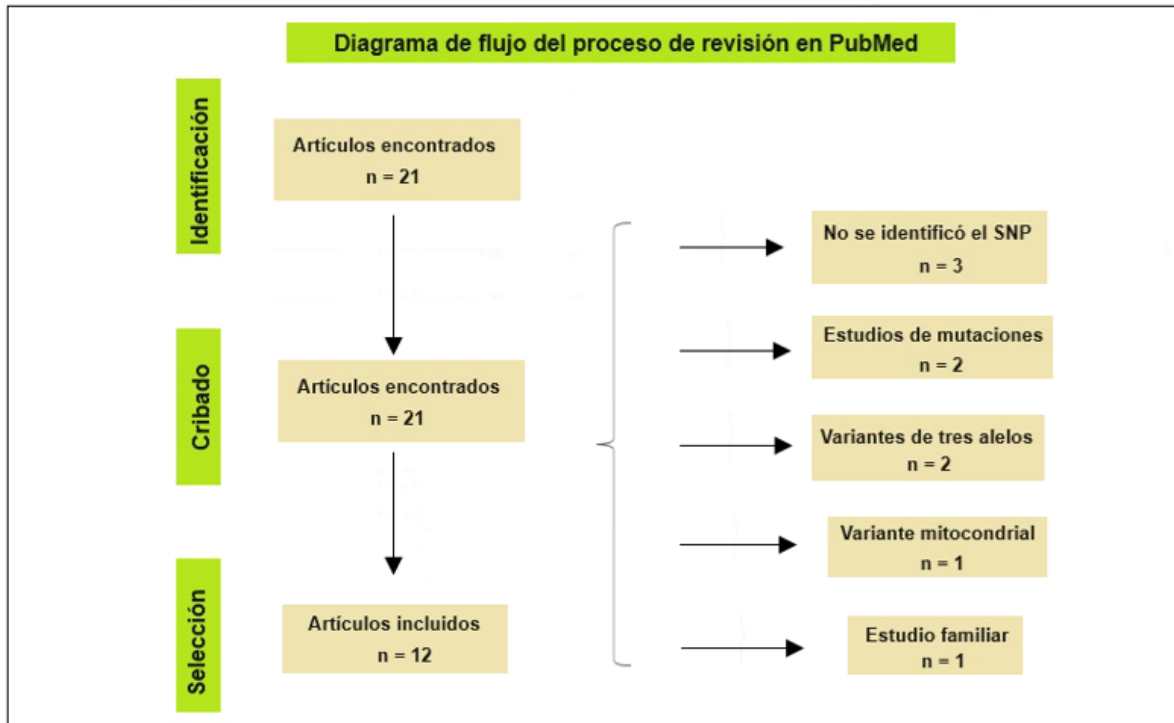 Diagrama de flujo del proceso de revisión en PubMed
Identificación
Artículos encontrados
n = 21
Cribado
Artículos encontrados
n = 21
Selección
Artículos incluidos
n = 12
No se identificó el SNP
n = 3
Estudios de mutaciones
n = 2
Variantes de tres alelos
n = 2
Variante mitocondrial
n = 1
Estudio familiar
n = 1